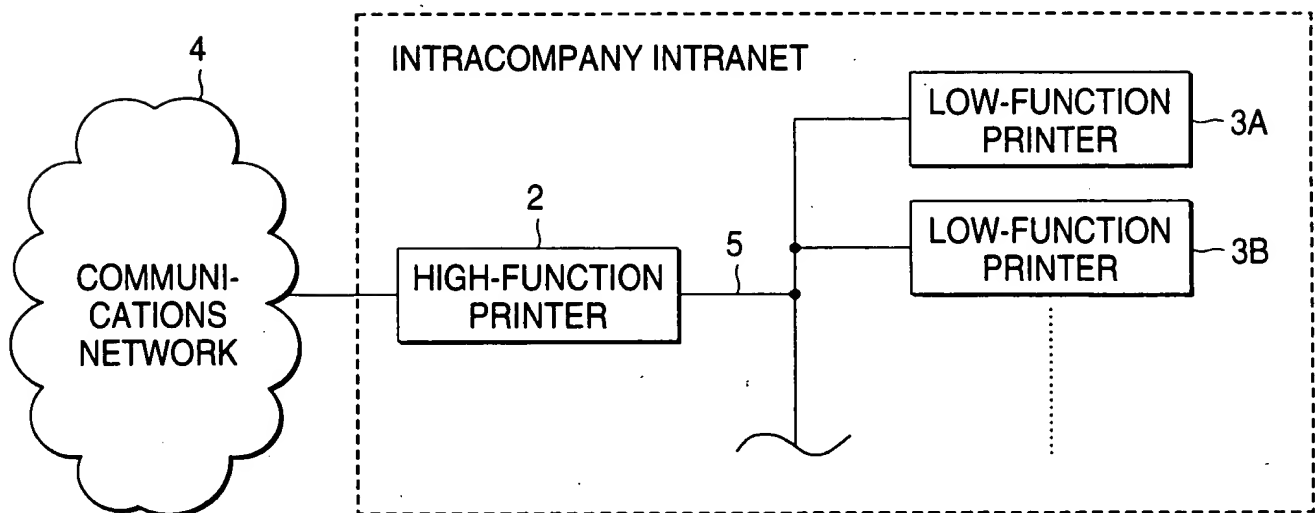 4
INTRACOMPANY INTRANET
LOW-FUNCTION
PRINTER
3A
2
LOW-FUNCTION
PRINTER
3B
5
HIGH-FUNCTION
PRINTER
COMMUNI-
CATIONS
NETWORK